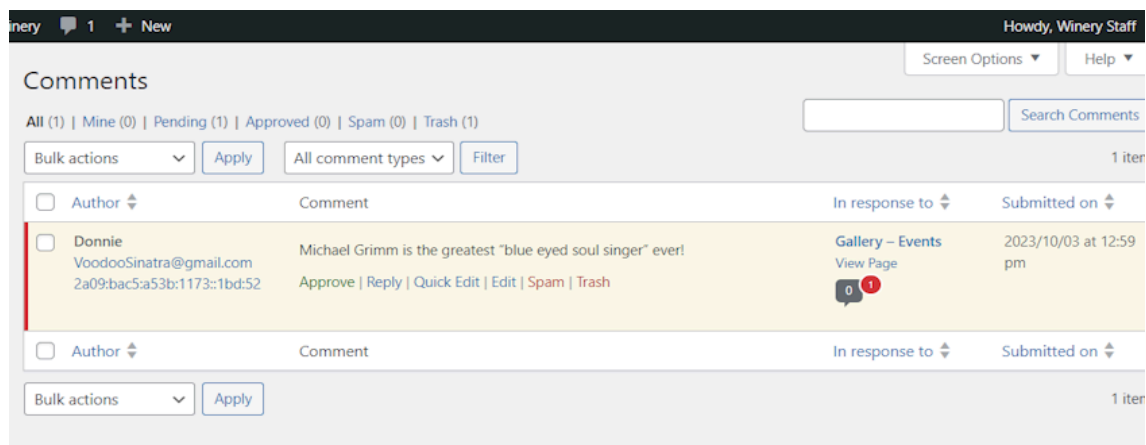 inery 1 + New Howdy, Winery Staff
Screen Options ▼ Help ▼
Comments
All (1) | Mine (0) | Pending (1) | Approved (0) | Spam (0) | Trash (1)
Search Comments
Bulk actions Apply All comment types Filter 1 iter
Author Comment In response to Submitted on
Donnie Gallery – Events 2023/10/03 at 12:59
Michael Grimm is the greatest “blue eyed soul singer” ever!
VoodooSinatra@gmail.com View Page pm
2a09:bac5:a53b:1173::1bd:52 Approve | Reply | Quick Edit | Edit | Spam | Trash
0 1
Author Comment In response to Submitted on
Bulk actions Apply 1 iter